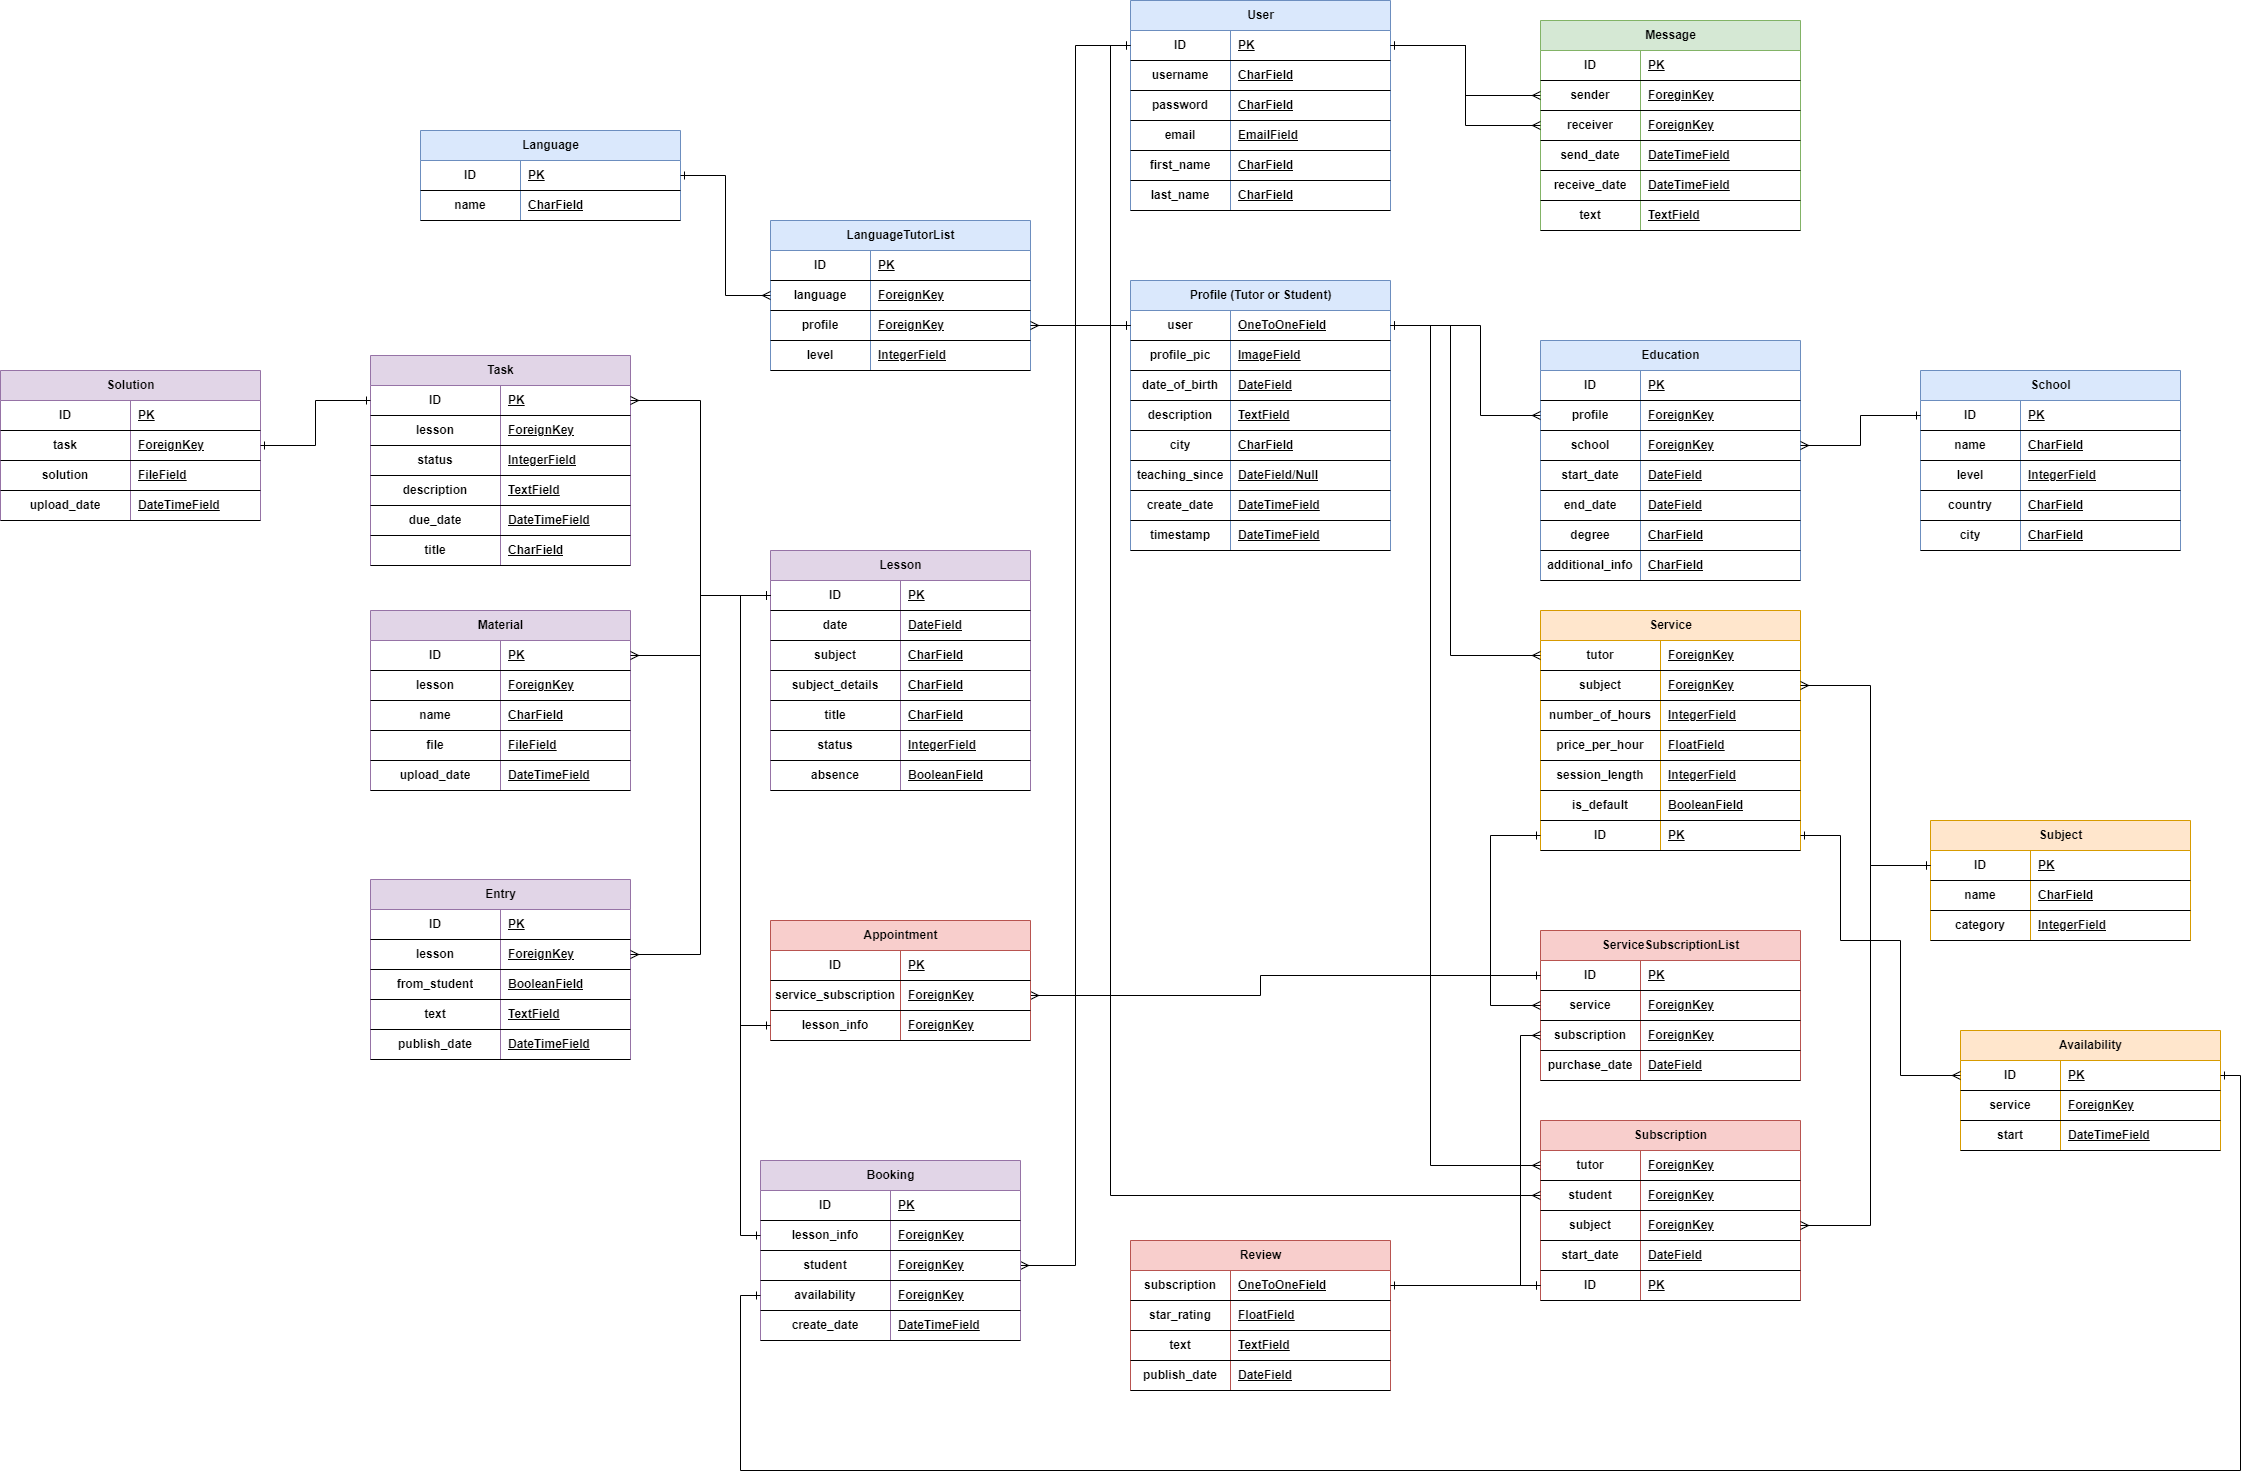 User
ID PK
username CharField
password CharField
email EmailField
first_name CharField
last_name CharField
Message
ID PK
sender ForeginKey
receiver ForeignKey
send_date DateTimeField
receive_date DateTimeField
text TextField
Language
ID PK
name CharField
LanguageTutorList
ID PK
language ForeignKey
profile ForeignKey
level IntegerField
Profile (Tutor or Student)
user OneToOneField
profile_pic ImageField
date_of_birth DateField
description TextField
city CharField
teaching_since DateField/Null
create_date DateTimeField
timestamp DateTimeField
Education
ID PK
profile ForeignKey
school ForeignKey
start_date DateField
end_date DateField
degree CharField
additional_info CharField
School
ID PK
name CharField
level IntegerField
country CharField
city CharField
Solution
ID PK
task ForeignKey
solution FileField
upload_date DateTimeField
Task
ID PK
lesson ForeignKey
status IntegerField
description TextField
due_date DateTimeField
title CharField
Lesson
ID PK
date DateField
subject CharField
subject_details CharField
title CharField
status IntegerField
absence BooleanField
Material
ID PK
lesson ForeignKey
name CharField
file FileField
upload_date DateTimeField
Service
tutor ForeignKey
subject ForeignKey
number_of_hours IntegerField
price_per_hour FloatField
session_length IntegerField
is_default BooleanField
ID PK
Subject
ID PK
name CharField
category IntegerField
Entry
ID PK
lesson ForeignKey
from_student BooleanField
text TextField
publish_date DateTimeField
Appointment
ID PK
service_subscription ForeignKey
lesson_info ForeignKey
ServiceSubscriptionList
ID PK
service ForeignKey
subscription ForeignKey
purchase_date DateField
Availability
ID PK
service ForeignKey
start DateTimeField
Subscription
tutor ForeignKey
student ForeignKey
subject ForeignKey
start_date DateField
ID PK
Booking
ID PK
lesson_info ForeignKey
student ForeignKey
availability ForeignKey
create_date DateTimeField
Review
subscription OneToOneField
star_rating FloatField
text TextField
publish_date DateField